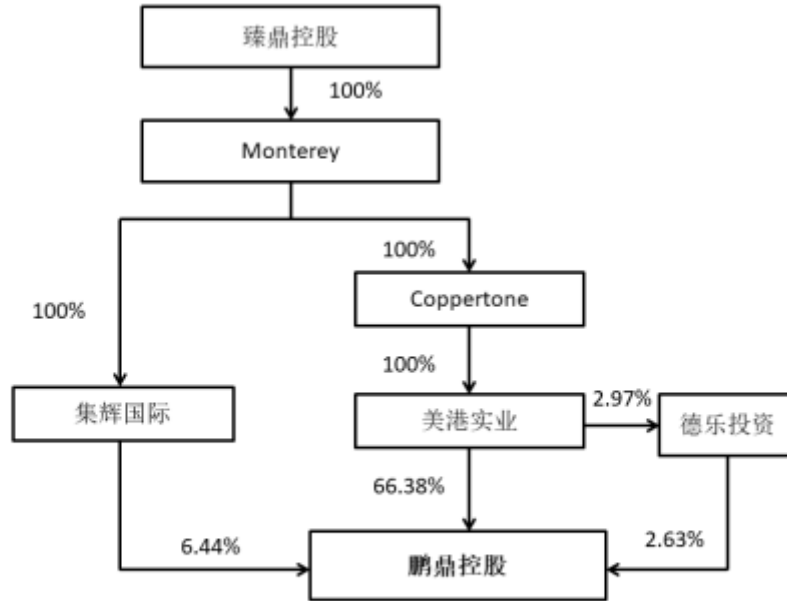 臻鼎控股
100%
Monterey
100%
Coppertone
100%
100%
集辉国际
美港实业
2.97%
德乐投资
66.38%
6.44%
鹏鼎控股
2.63%